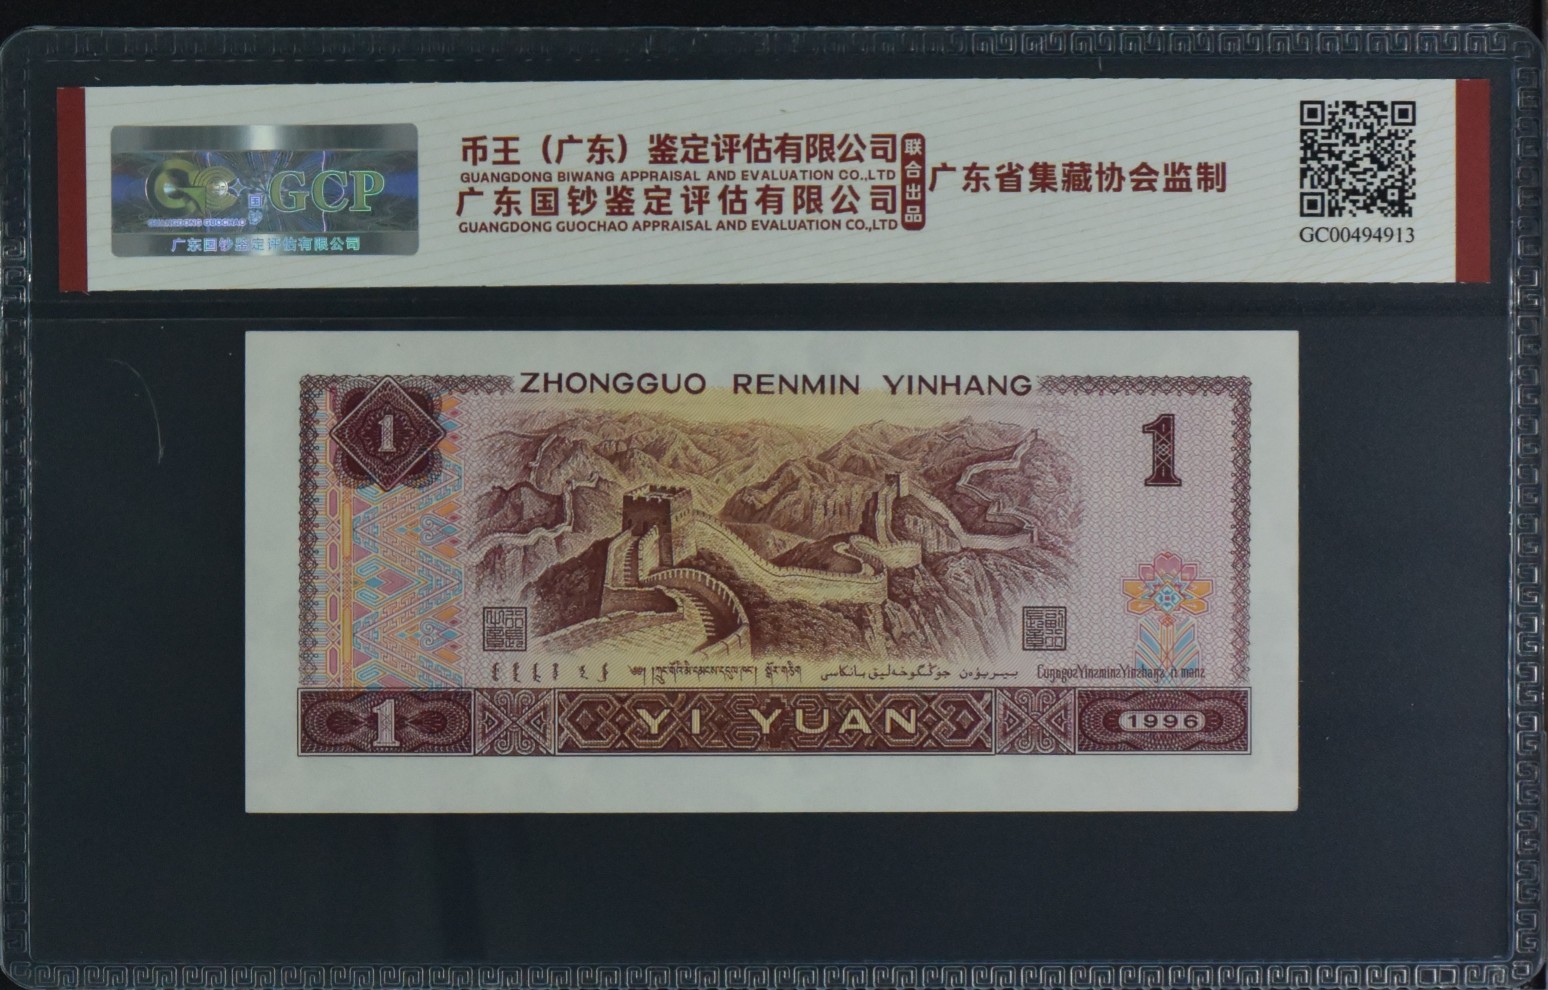 GCP
国
钞
GUANGDONG GUOCHAO
广东国钞鉴定评估有限公司
币王（广东）鉴定评估有限公司
GUANGDONG BIWANG APPRAISAL AND EVALUATION CO.,LTD
广东国钞鉴定评估有限公司
GUANGDONG GUOCHAO APPRAISAL AND EVALUATION CO.,LTD
联合出品
广东省集藏协会监制
GC00494913
ZHONGGUO RENMIN YINHANG
1
1
1
YI YUAN
1996